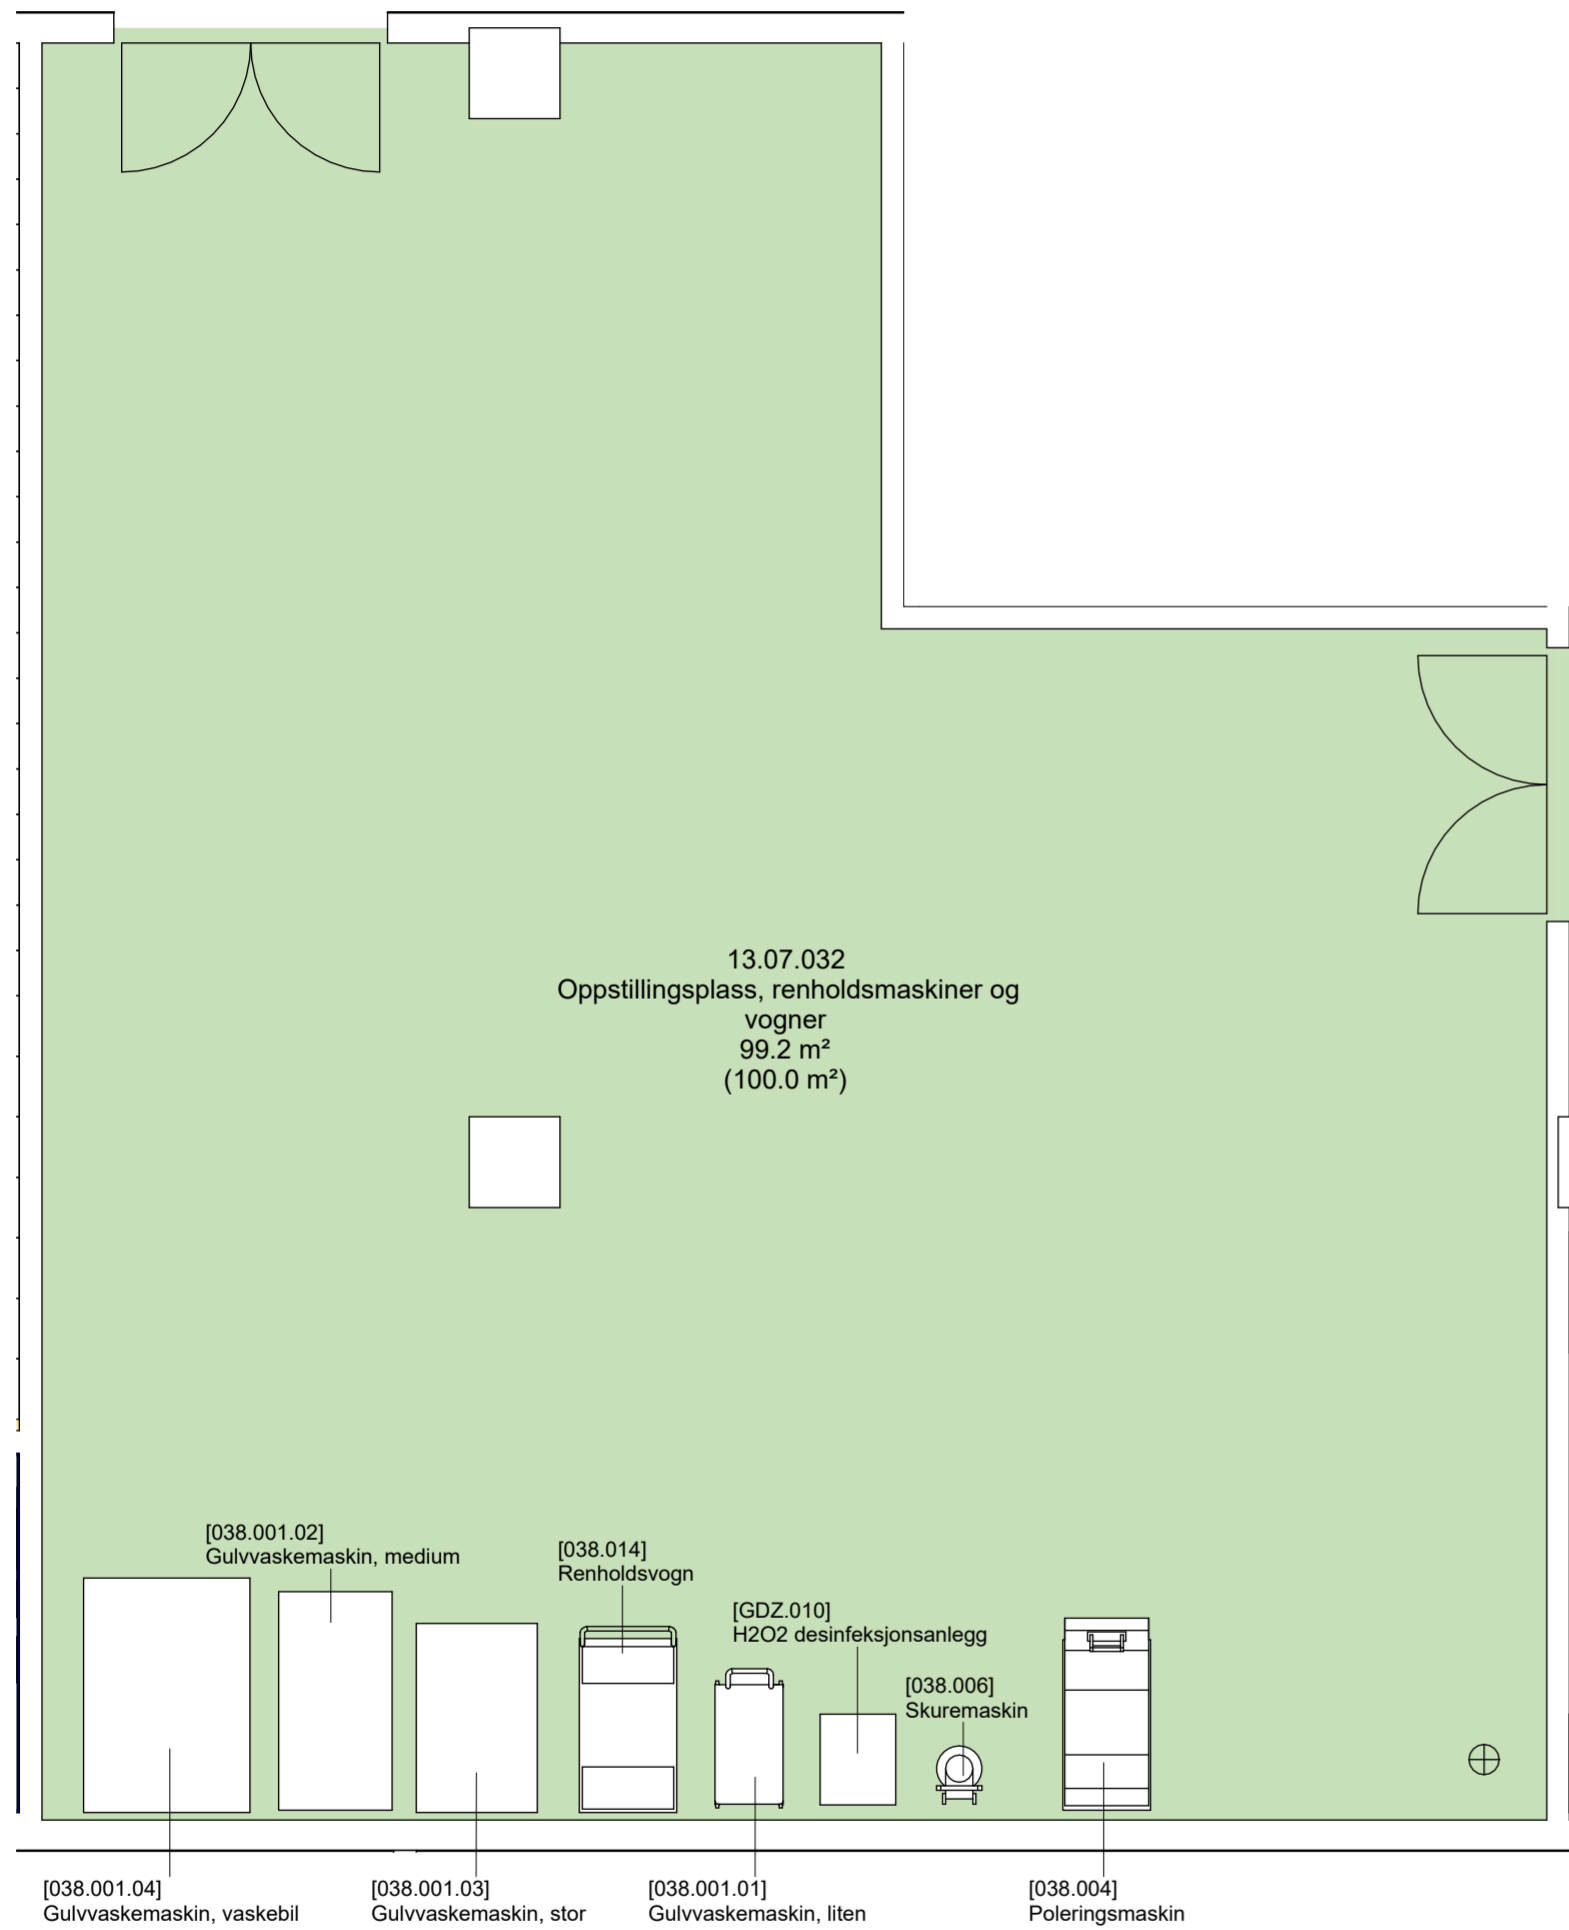 13.07.032
Oppstillingsplass, renholdsmaskiner og
vogner
99.2 m²
(100.0 m²)
[038.001.02]
Gulvvaskemaskin, medium
[038.014]
Renholdsvogn
[GDZ.010]
H2O2 desinfeksjonsanlegg
[038.006]
Skuremaskin
[038.001.04]
Gulvvaskemaskin, vaskebil
[038.001.03]
Gulvvaskemaskin, stor
[038.001.01]
Gulvvaskemaskin, liten
[038.004]
Poleringsmaskin